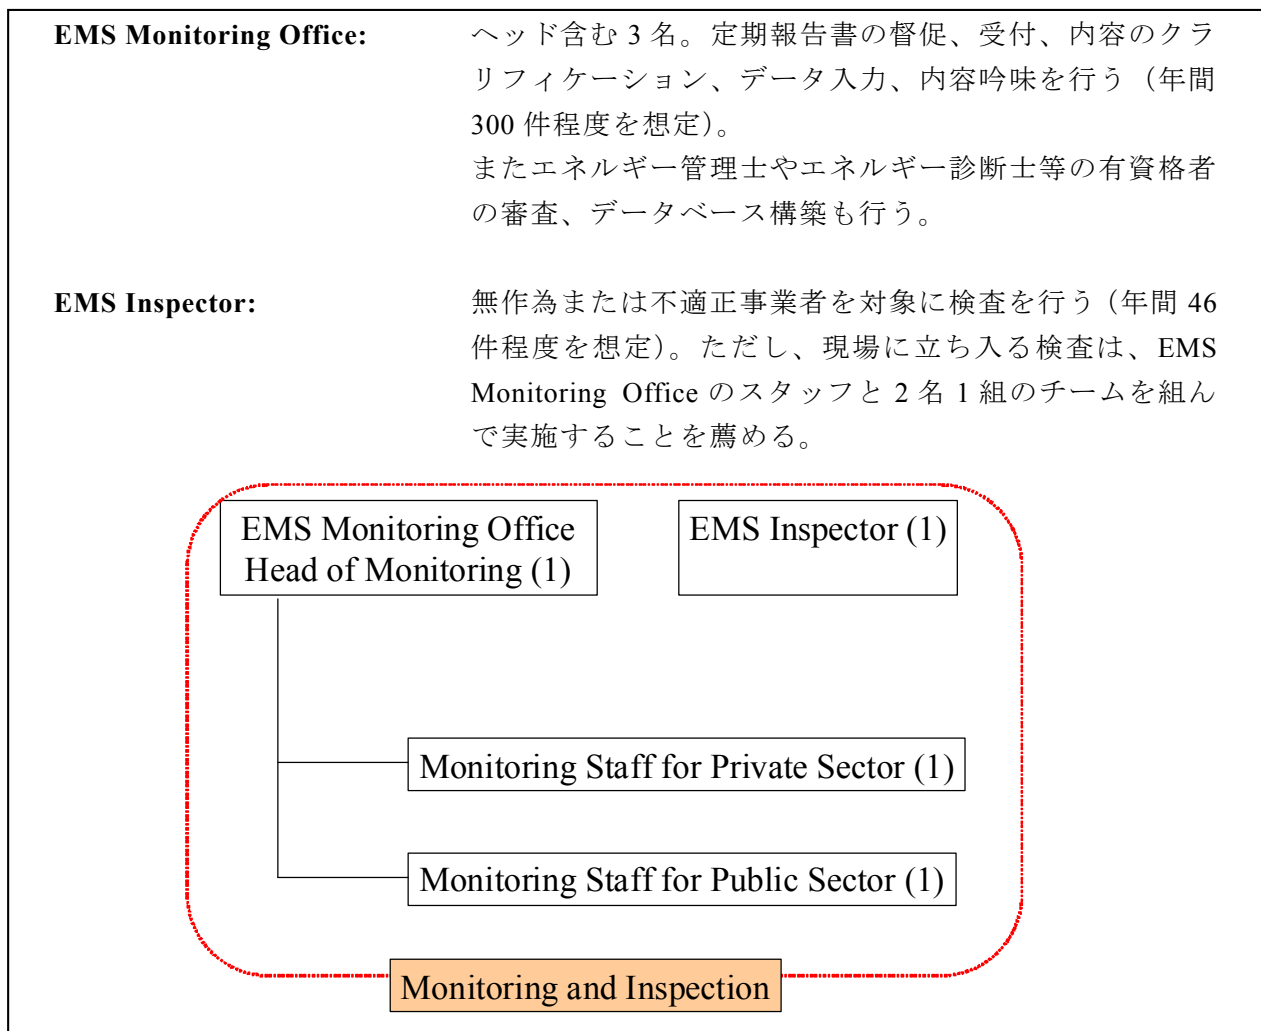 EMS Monitoring Office: ヘッド含む 3 名。定期報告書の督促、受付、内容のクラ
リフィケーション、データ入力、内容吟味を行う（年間
300 件程度を想定）。
またエネルギー管理士やエネルギー診断士等の有資格者
の審査、データベース構築も行う。
EMS Inspector: 無作為または不適正事業者を対象に検査を行う（年間 46
件程度を想定）。ただし、現場に立ち入る検査は、EMS
Monitoring Office のスタッフと 2 名 1 組のチームを組ん
で実施することを薦める。
EMS Monitoring Office
Head of Monitoring (1)
EMS Inspector (1)
Monitoring Staff for Private Sector (1)
Monitoring Staff for Public Sector (1)
Monitoring and Inspection